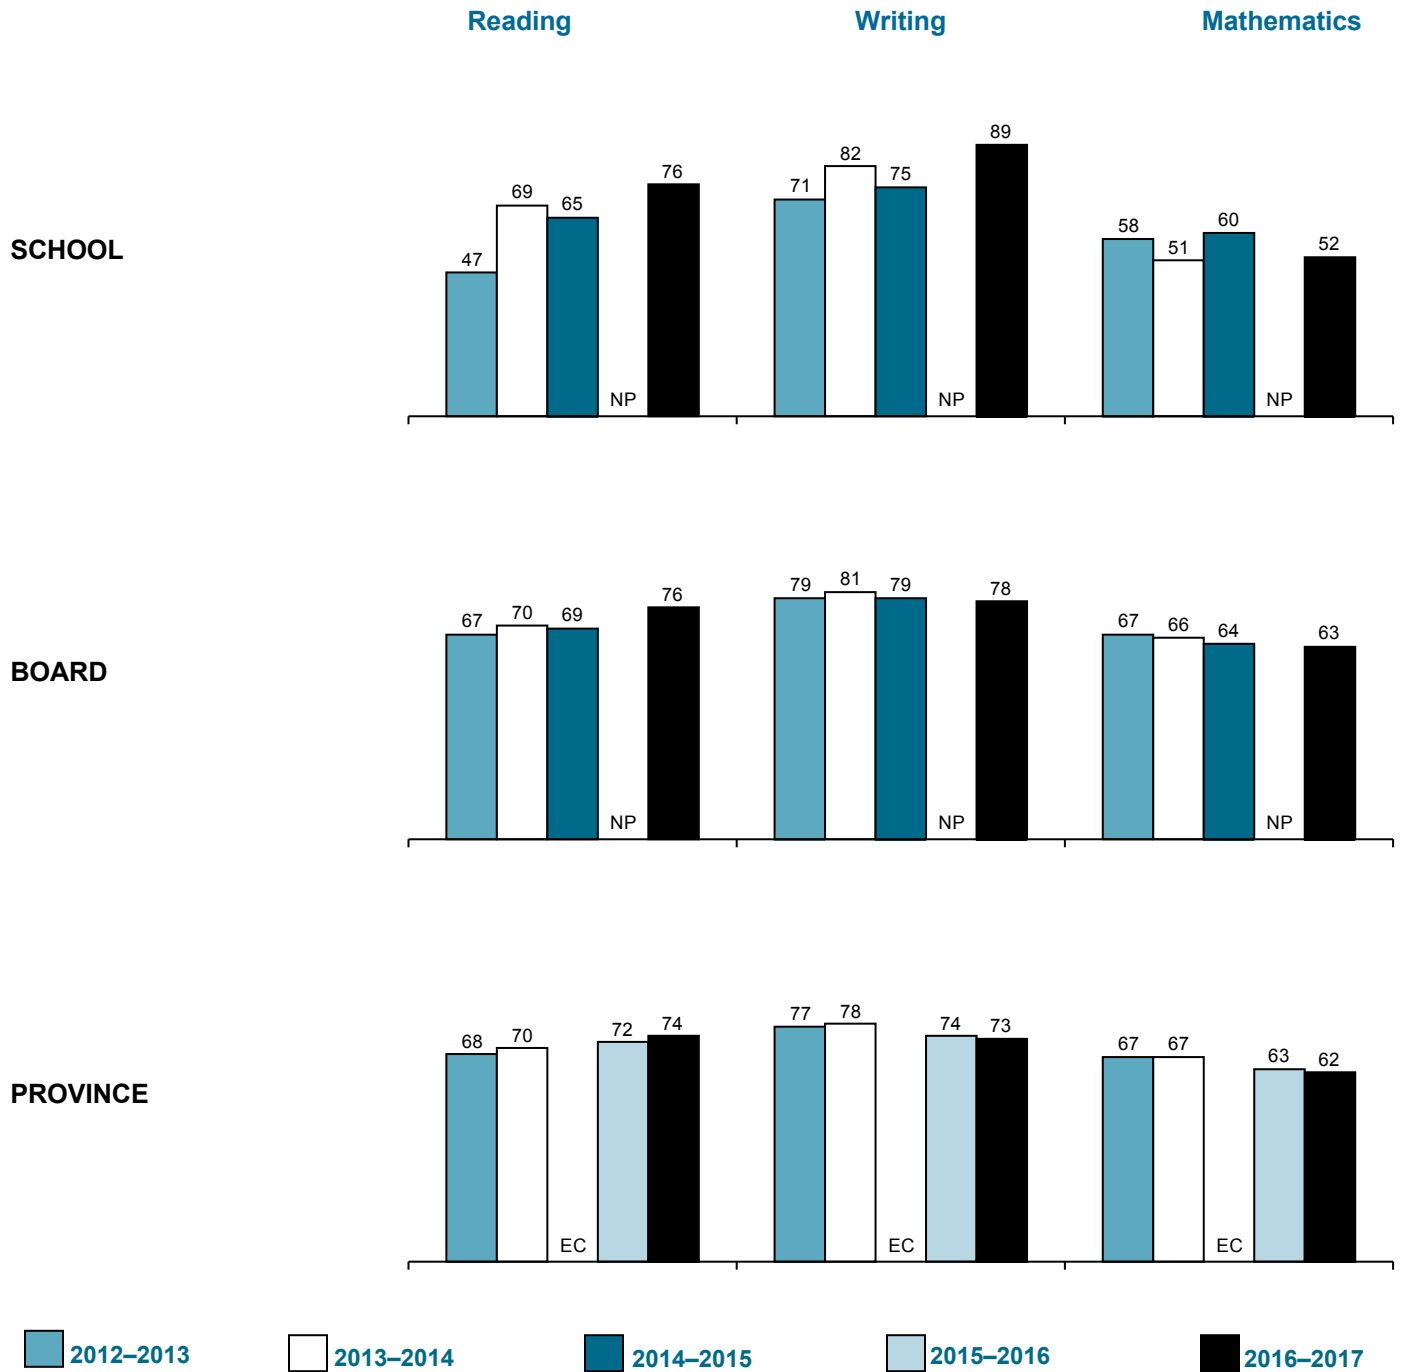 Reading Writing Mathematics
SCHOOL
47 69 65 NP 76
71 82 75 NP 89
58 51 60 NP 52
BOARD
67 70 69 NP 76
79 81 79 NP 78
67 66 64 NP 63
PROVINCE
68 70 EC 72 74
77 78 EC 74 73
67 67 EC 63 62
2012–2013 2013–2014 2014–2015 2015–2016 2016–2017